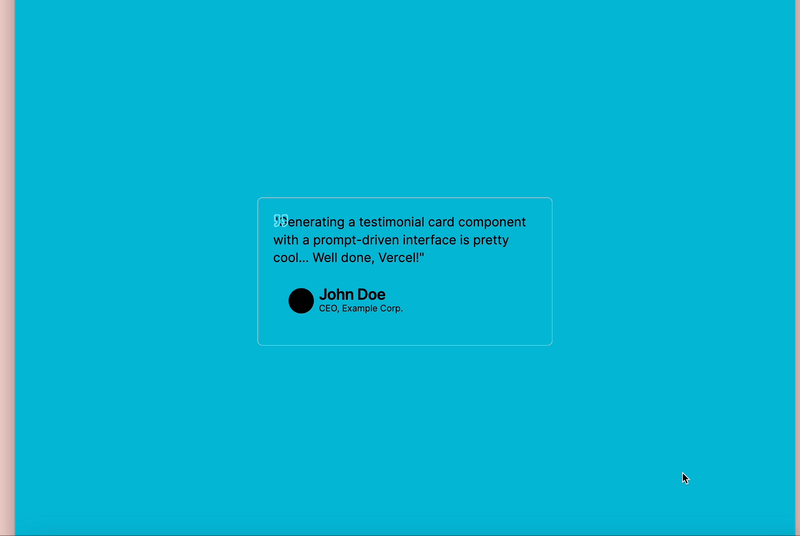 "Generating a testimonial card component
with a prompt-driven interface is pretty
cool... Well done, Vercel!"
John Doe
CEO, Example Corp.